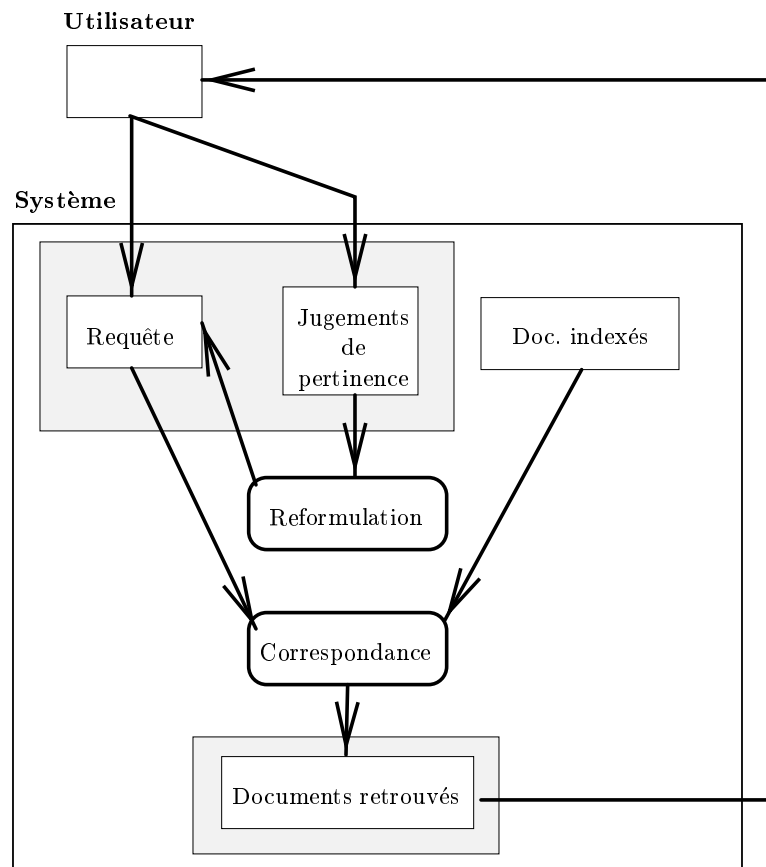 Utilisateur
Système
Requête
Jugements
de
pertinence
Doc. indexés
Reformulation
Correspondance
Documents retrouvés